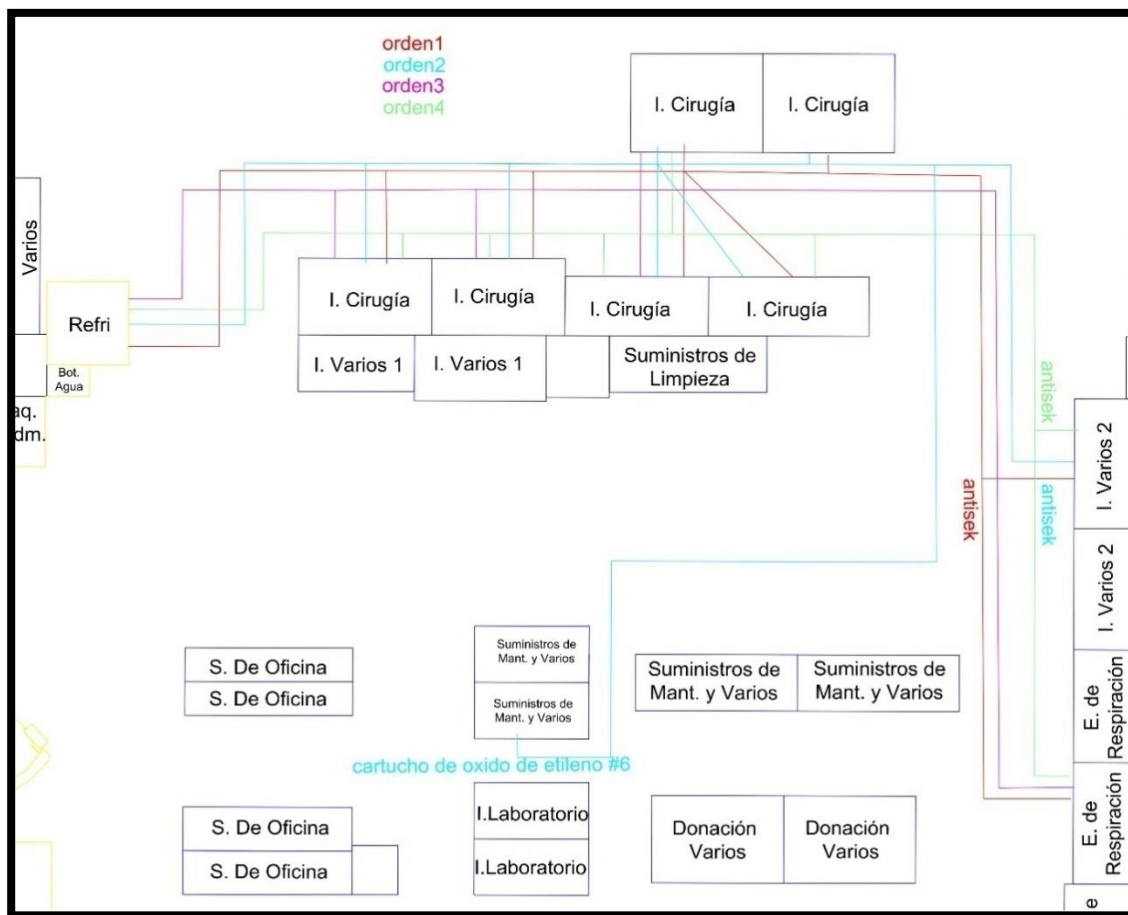 orden1
orden2
orden3
orden4
I. Cirugía
I. Cirugía
Varios
Refri
Bot.
Agua
aq.
dm.
I. Cirugía
I. Cirugía
I. Cirugía
I. Cirugía
I. Varios 1
I. Varios 1
Suministros de
Limpieza
antisek
antisek
antisek
I. Varios 2
I. Varios 2
E. de
Respiración
E. de
Respiración
e
S. De Oficina
S. De Oficina
Suministros de
Mant. y Varios
Suministros de
Mant. y Varios
Suministros de
Mant. y Varios
Suministros de
Mant. y Varios
cartucho de oxido de etileno #6
S. De Oficina
S. De Oficina
I.Laboratorio
I.Laboratorio
Donación
Varios
Donación
Varios